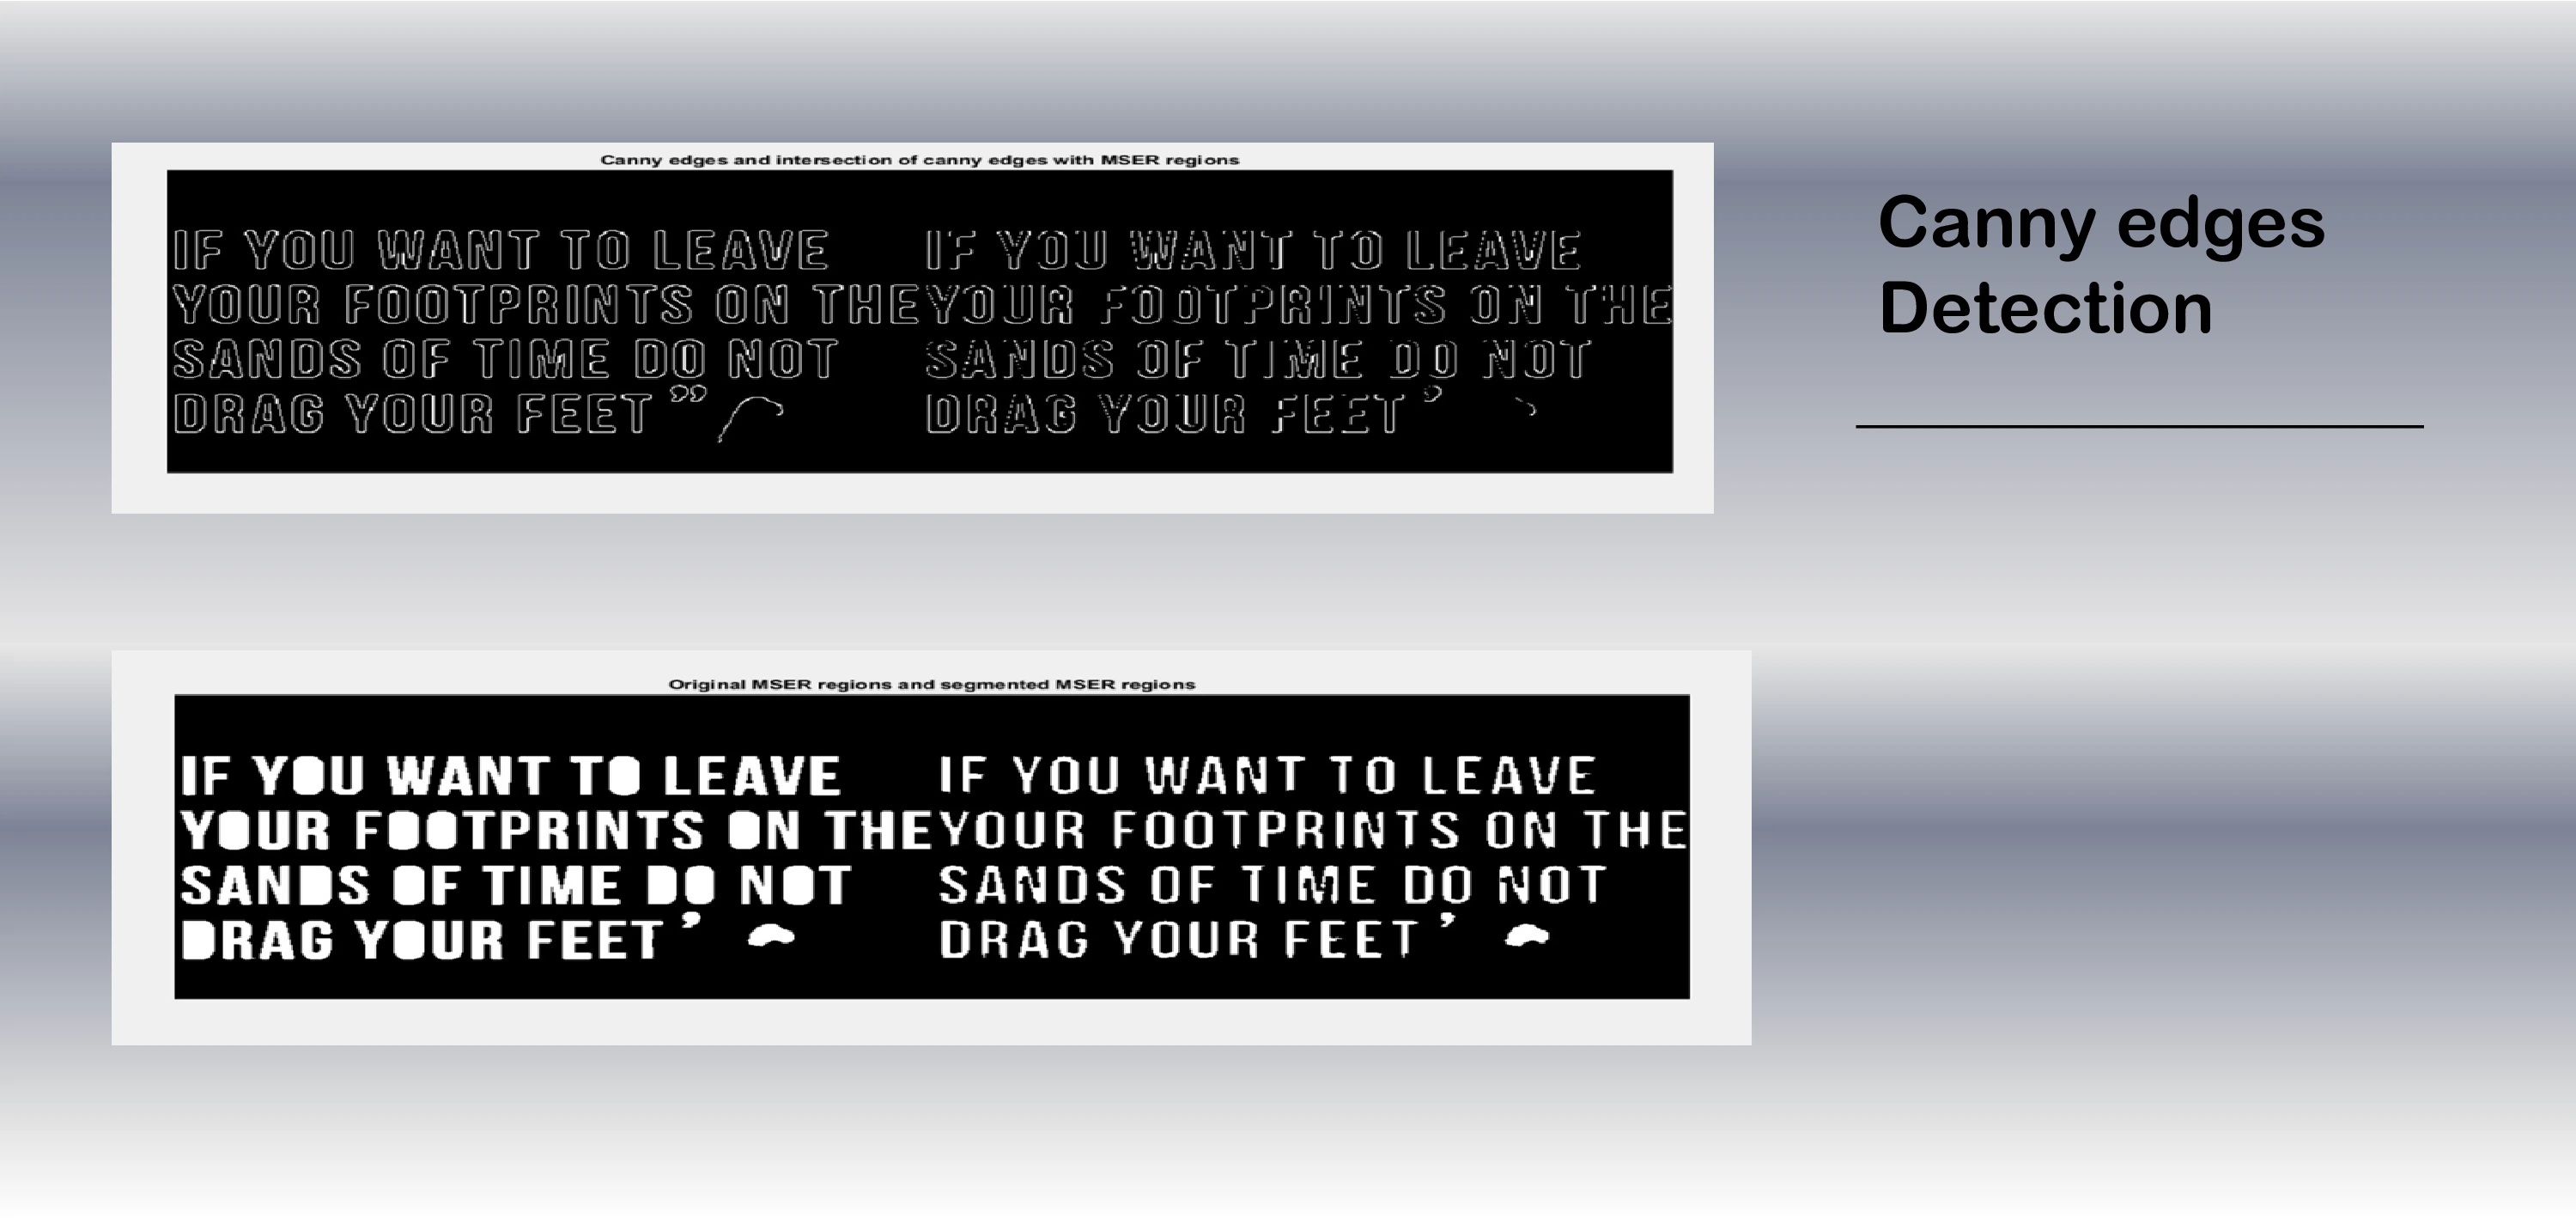 Canny edges and intersection of canny edges with MSER regions
IF YOU WANT TO LEAVE IF YOU WANT TO LEAVE
YOUR FOOTPRINTS ON THE YOUR FOOTPRINTS ON THE
SANDS OF TIME DO NOT SANDS OF TIME DO NOT
DRAG YOUR FEET ” DRAG YOUR FEET ’
Canny edges
Detection
Original MSER regions and segmented MSER regions
IF YOU WANT TO LEAVE IF YOU WANT TO LEAVE
YOUR FOOTPRINTS ON THE YOUR FOOTPRINTS ON THE
SANDS OF TIME DO NOT SANDS OF TIME DO NOT
DRAG YOUR FEET ’ DRAG YOUR FEET ’